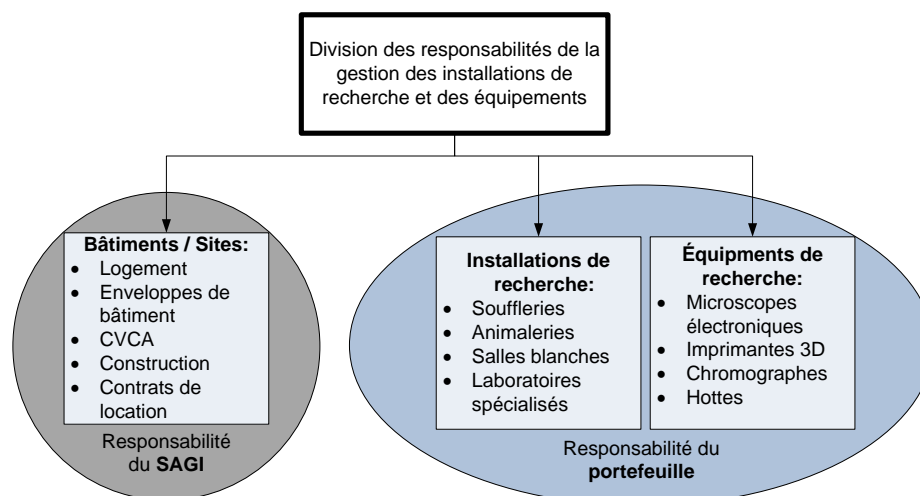 Division des responsabilités de la
gestion des installations de
recherche et des équipements
Bâtiments / Sites:
• Logement
• Enveloppes de
bâtiment
• CVCA
• Construction
• Contrats de
location
Responsabilité
du SAGI
Installations de
recherche:
• Souffleries
• Animaleries
• Salles blanches
• Laboratoires
spécialisés
Équipments de
recherche:
• Microscopes
électroniques
• Imprimantes 3D
• Chromographes
• Hottes
Responsabilité du
portefeuille